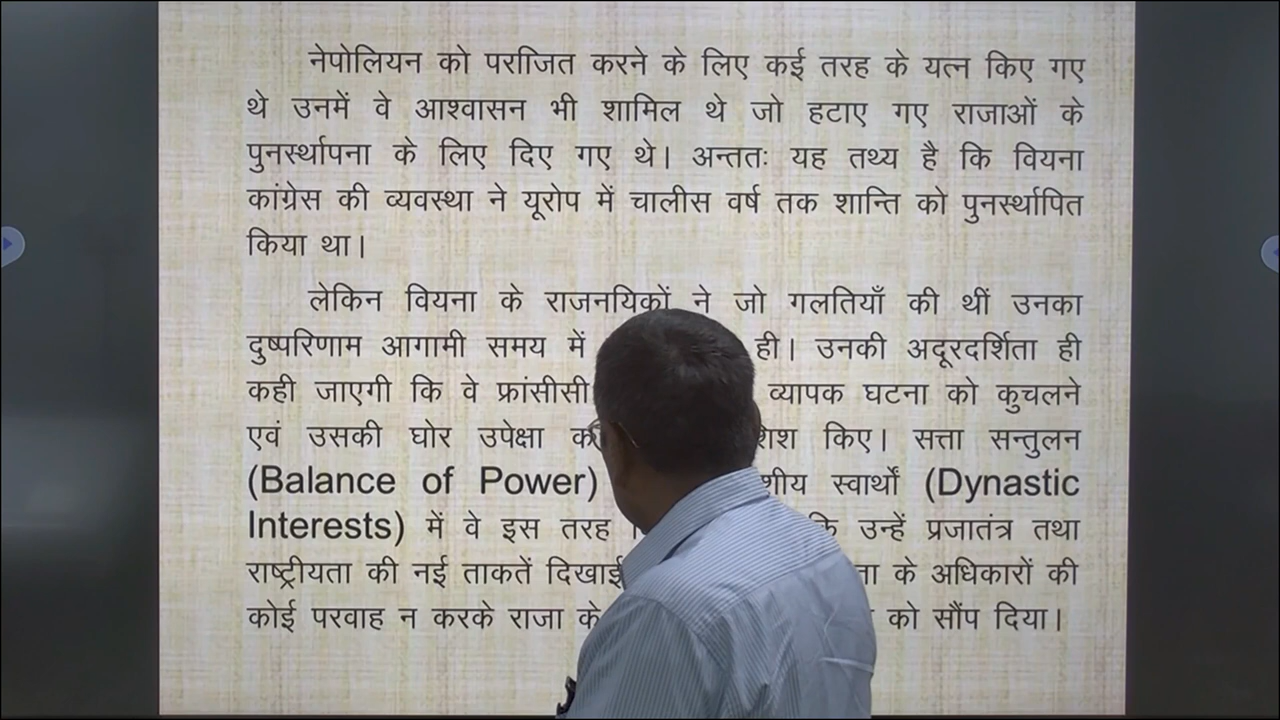 नेपोलियन को पराजित करने के लिए कई तरह के यत्न किए गए
थे उनमें वे आश्वासन भी शामिल थे जो हटाए गए राजाओं के
पुनर्स्थापना के लिए दिए गए थे। अन्ततः यह तथ्य है कि वियना
कांग्रेस की व्यवस्था ने यूरोप में चालीस वर्ष तक शान्ति को पुनर्स्थापित
किया था।
लेकिन वियना के राजनयिकों ने जो गलतियाँ की थीं उनका
दुष्परिणाम आगामी समय में ही। उनकी अदूरदर्शिता ही
कही जाएगी कि वे फ्रांसीसी व्यापक घटना को कुचलने
एवं उसकी घोर उपेक्षा किए। सत्ता सन्तुलन
(Balance of Power) स्वार्थों (Dynastic
Interests) में वे इस तरह उन्हें प्रजातंत्र तथा
राष्ट्रीयता की नई ताकतें के अधिकारों की
कोई परवाह न करके राजा के को सौंप दिया।